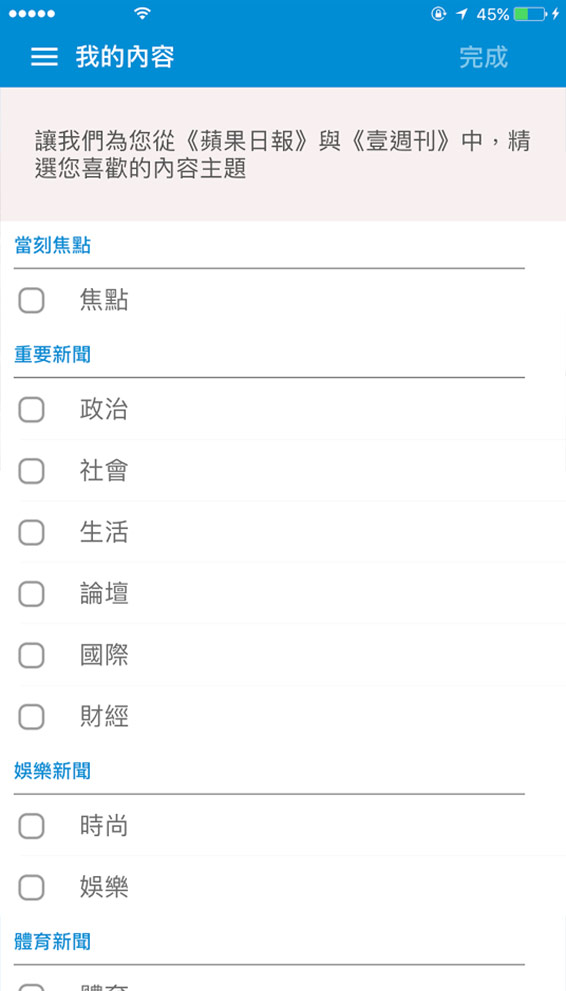 45%
我的內容
完成
讓我們為您從《蘋果日報》與《壹週刊》中，精
選您喜歡的內容主題
當刻焦點
焦點
重要新聞
政治
社會
生活
論壇
國際
財經
娛樂新聞
時尚
娛樂
體育新聞
體育